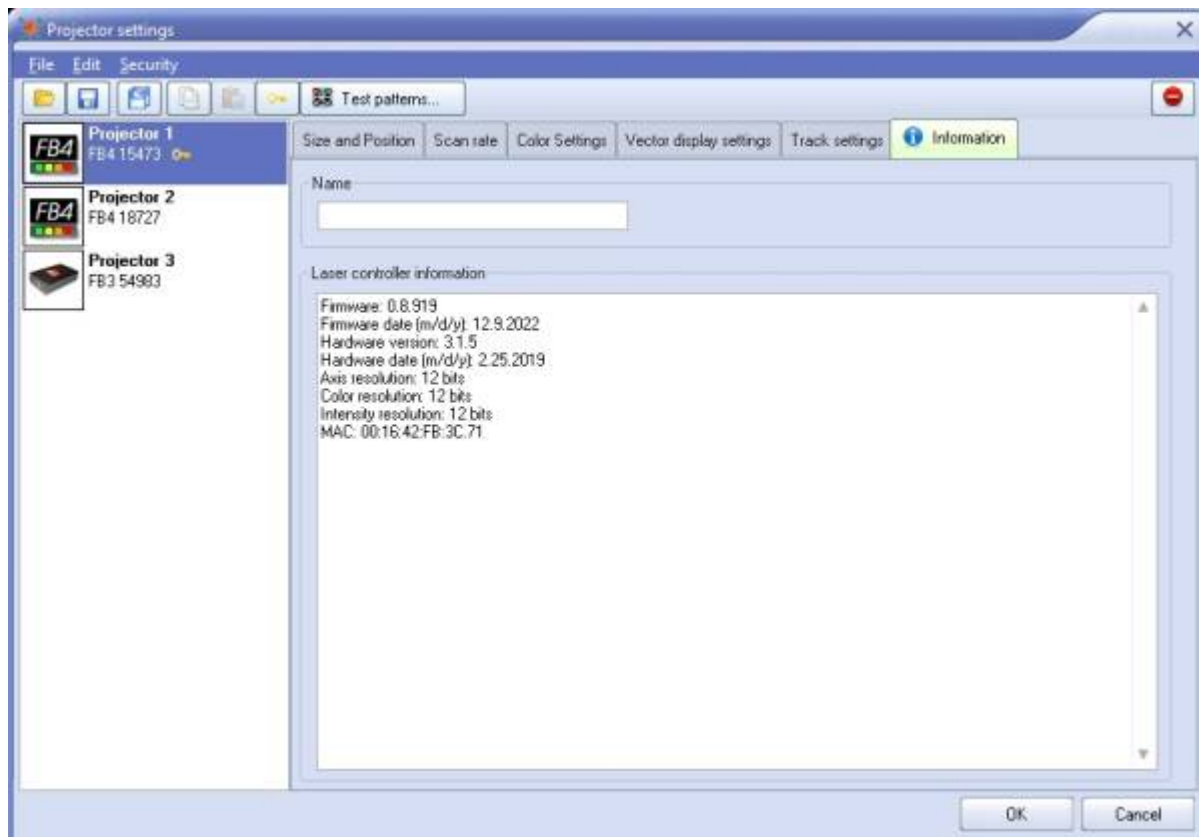 Projector settings
File Edit Security
Test patterns...
Projector 1
FB4 15473
Projector 2
FB4 18727
Projector 3
FB3 54983
FB4
FB4
Size and Position Scan rate Color Settings Vector display settings Track settings Information
Name
Laser controller information
Firmware: 0.8.919
Firmware date (m/d/y): 12.9.2022
Hardware version: 3.1.5
Hardware date (m/d/y): 2.25.2019
Axis resolution: 12 bits
Color resolution: 12 bits
Intensity resolution: 12 bits
MAC: 00:16:42:FB:3C:71
OK Cancel